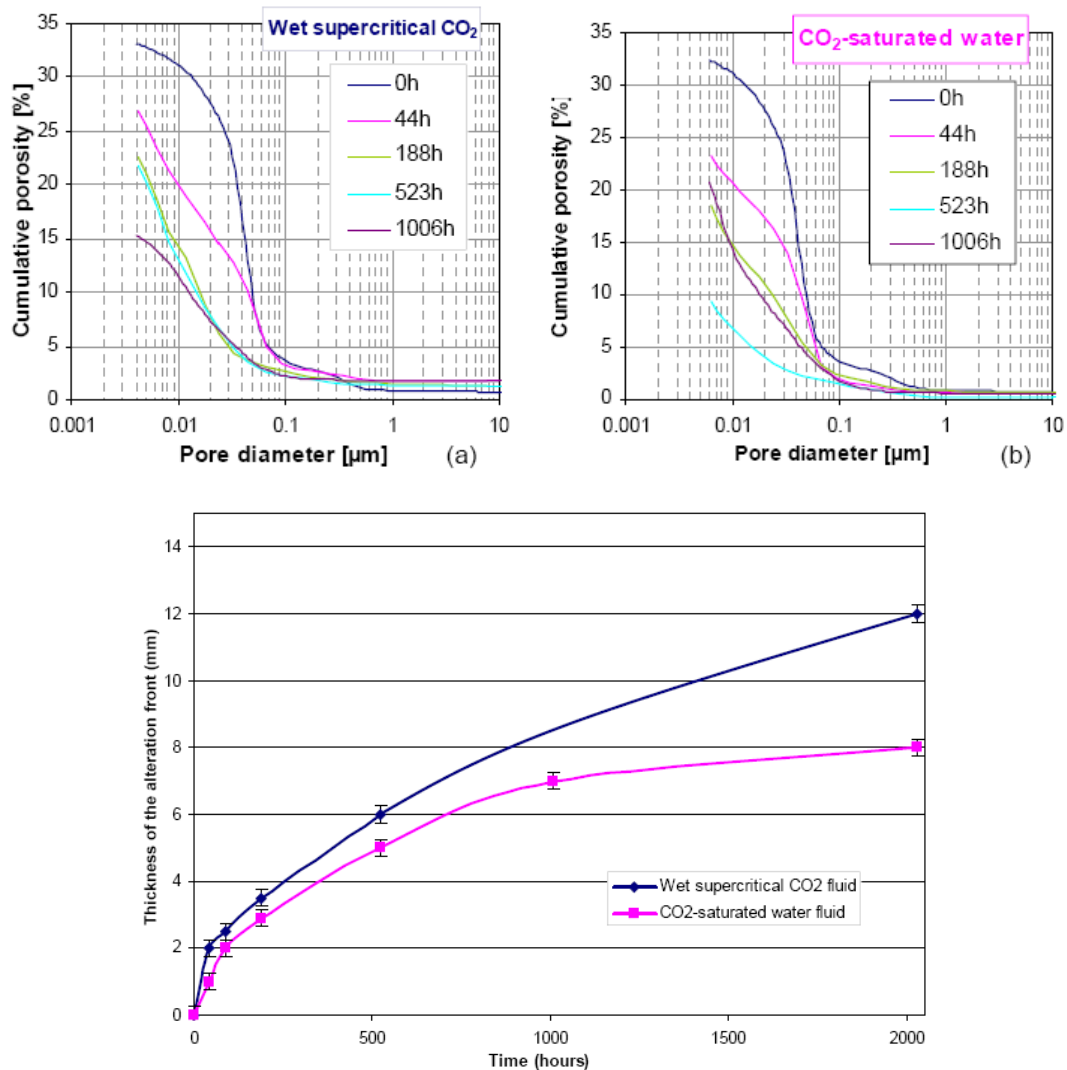 Wet supercritical CO₂
35
30
25
20
15
10
5
0
Cumulative porosity [%]
0h
44h
188h
523h
1006h
0.001
0.01
0.1
1
10
Pore diameter [µm]
(a)
CO₂-saturated water
35
30
25
20
15
10
5
0
Cumulative porosity [%]
0h
44h
188h
523h
1006h
0.001
0.01
0.1
1
10
Pore diameter [µm]
(b)
14
12
10
8
6
4
2
0
Thickness of the alteration front (mm)
Wet supercritical CO2 fluid
CO2-saturated water fluid
0
500
1000
1500
2000
Time (hours)